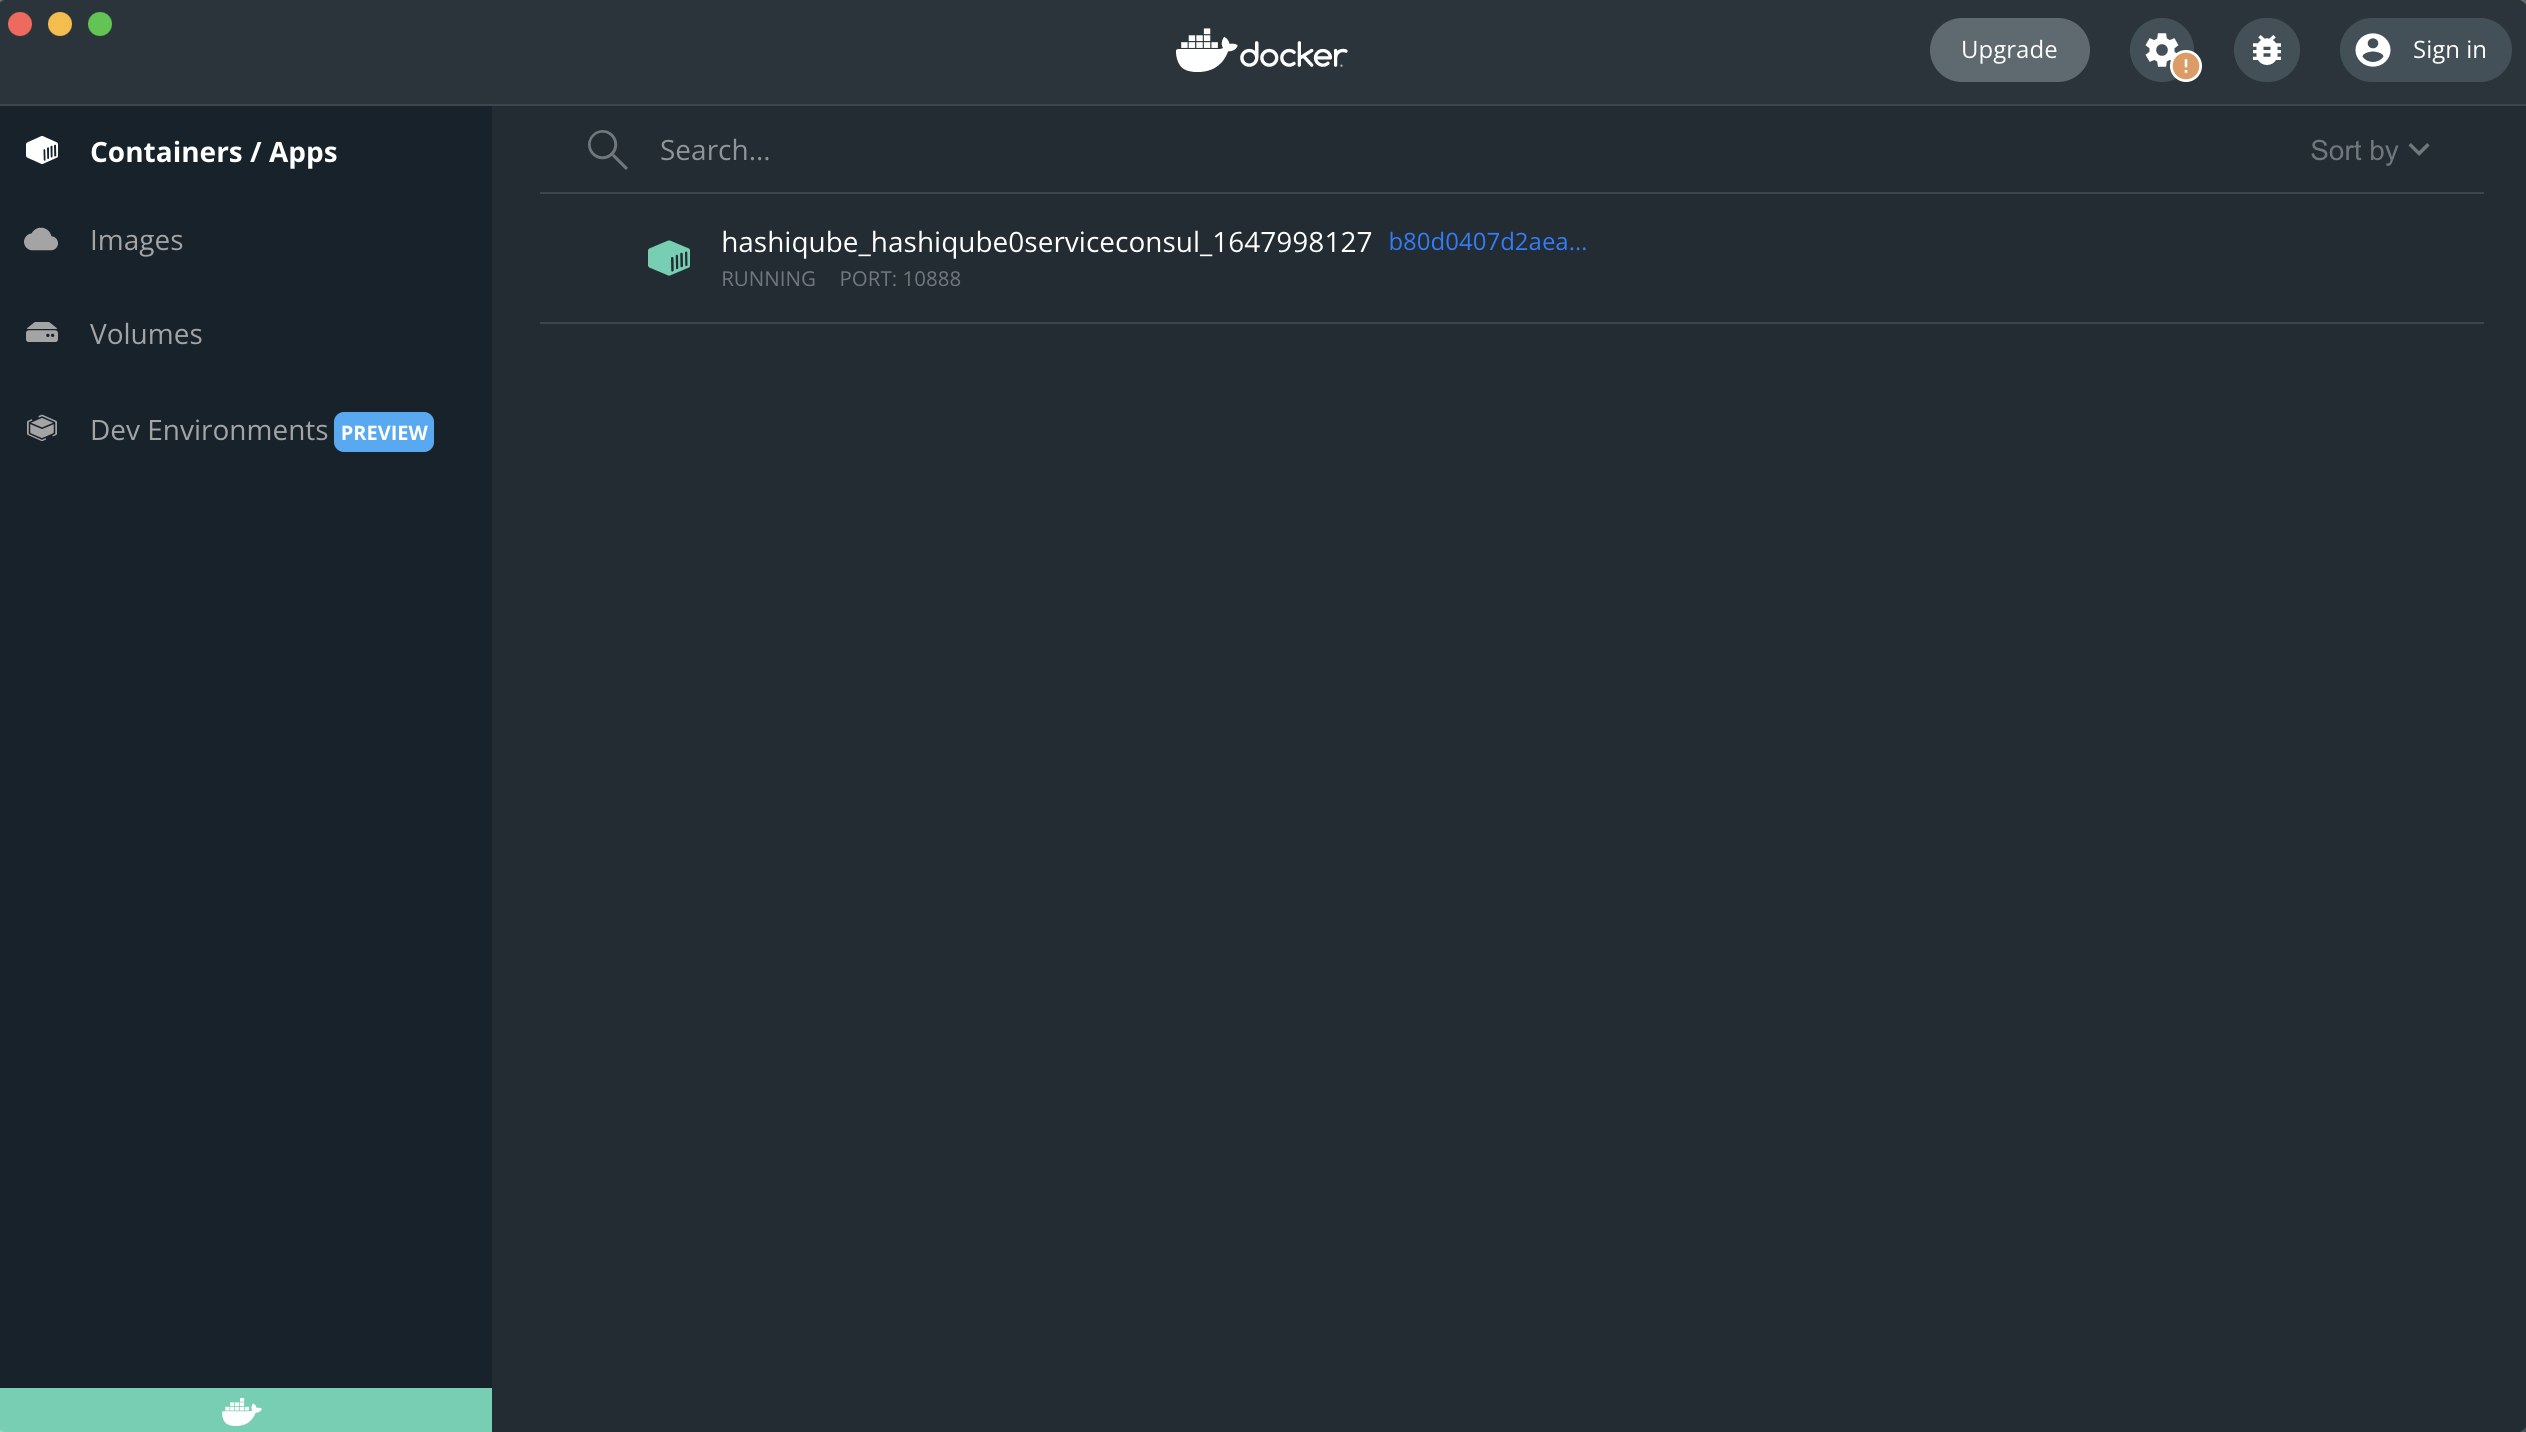 docker
Upgrade
!
Sign in
Containers / Apps
Images
Volumes
Dev Environments PREVIEW
Search...
Sort by
hashiqube_hashiqube0serviceconsul_1647998127 b80d0407d2aea...
RUNNING PORT: 10888